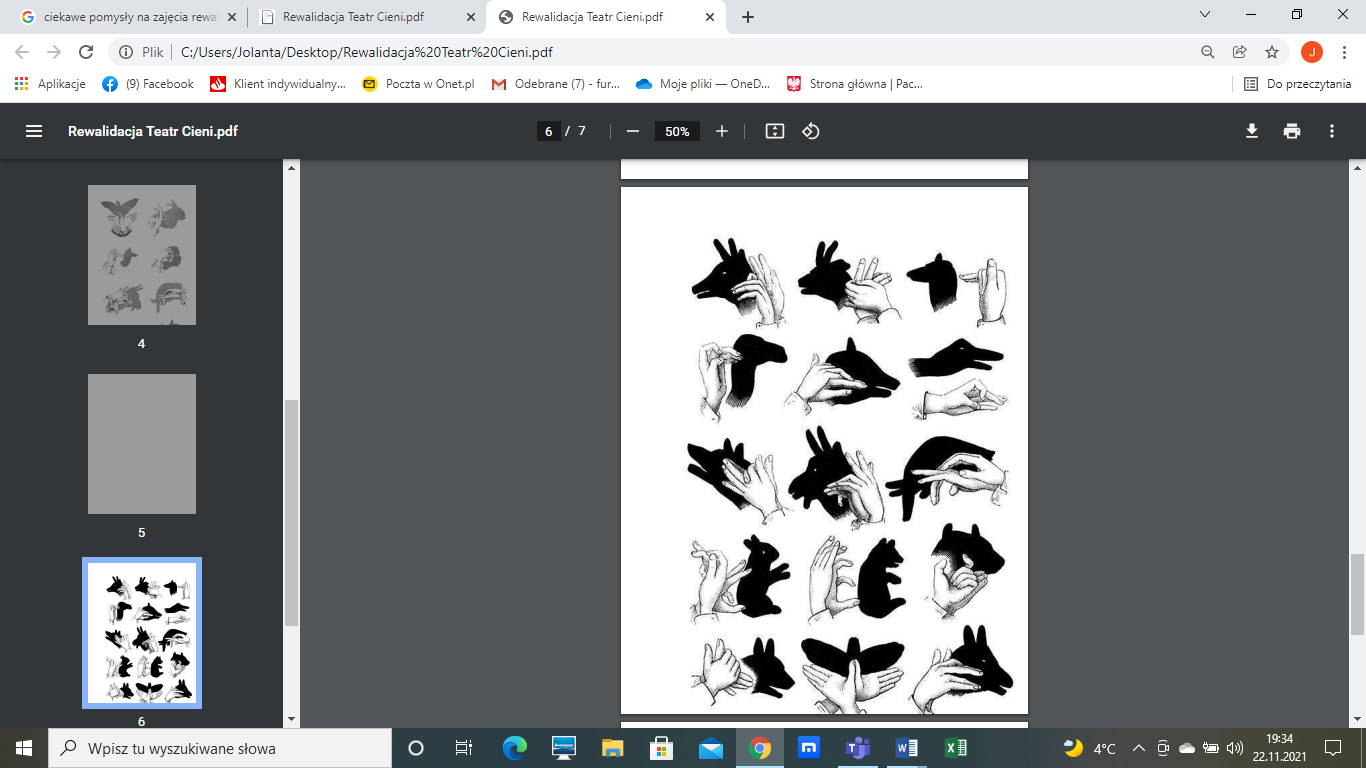 ciekawe pomysły na zajęcia rewal
Rewalidacja Teatr Cieni.pdf
Rewalidacja Teatr Cieni.pdf
Plik
C:/Users/Jolanta/Desktop/Rewalidacja%20Teatr%20Cieni.pdf
J
Aplikacje
(9) Facebook
Klient indywidualny...
Poczta w Onet.pl
Odebrane (7) - fur...
Moje pliki — OneD...
Strona główna | Pac...
Do przeczytania
Rewalidacja Teatr Cieni.pdf
6 / 7
50%
4
5
6
Wpisz tu wyszukiwane słowa
4°C
19:34
22.11.2021